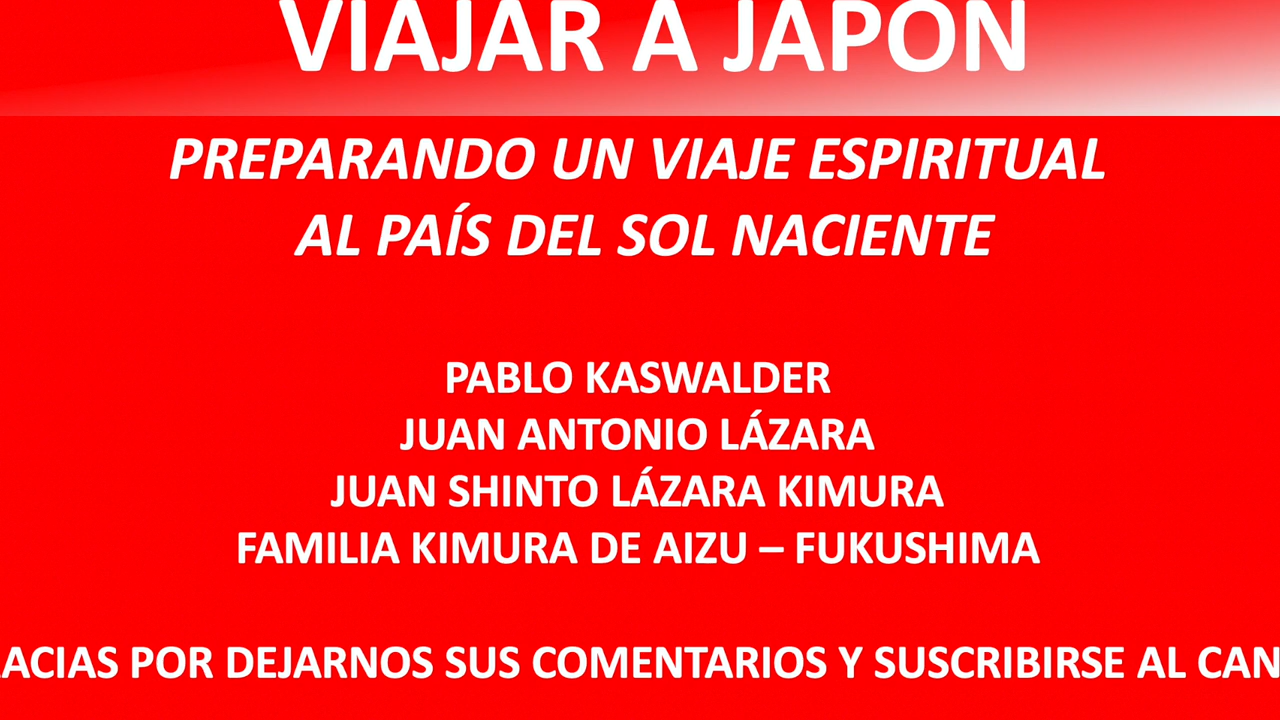 VIAJAR A JAPÓN
PREPARANDO UN VIAJE ESPIRITUAL
AL PAÍS DEL SOL NACIENTE
PABLO KASWALDER
JUAN ANTONIO LÁZARA
JUAN SHINTO LÁZARA KIMURA
FAMILIA KIMURA DE AIZU – FUKUSHIMA
ACIAS POR DEJARNOS SUS COMENTARIOS Y SUSCRIBIRSE AL CAN